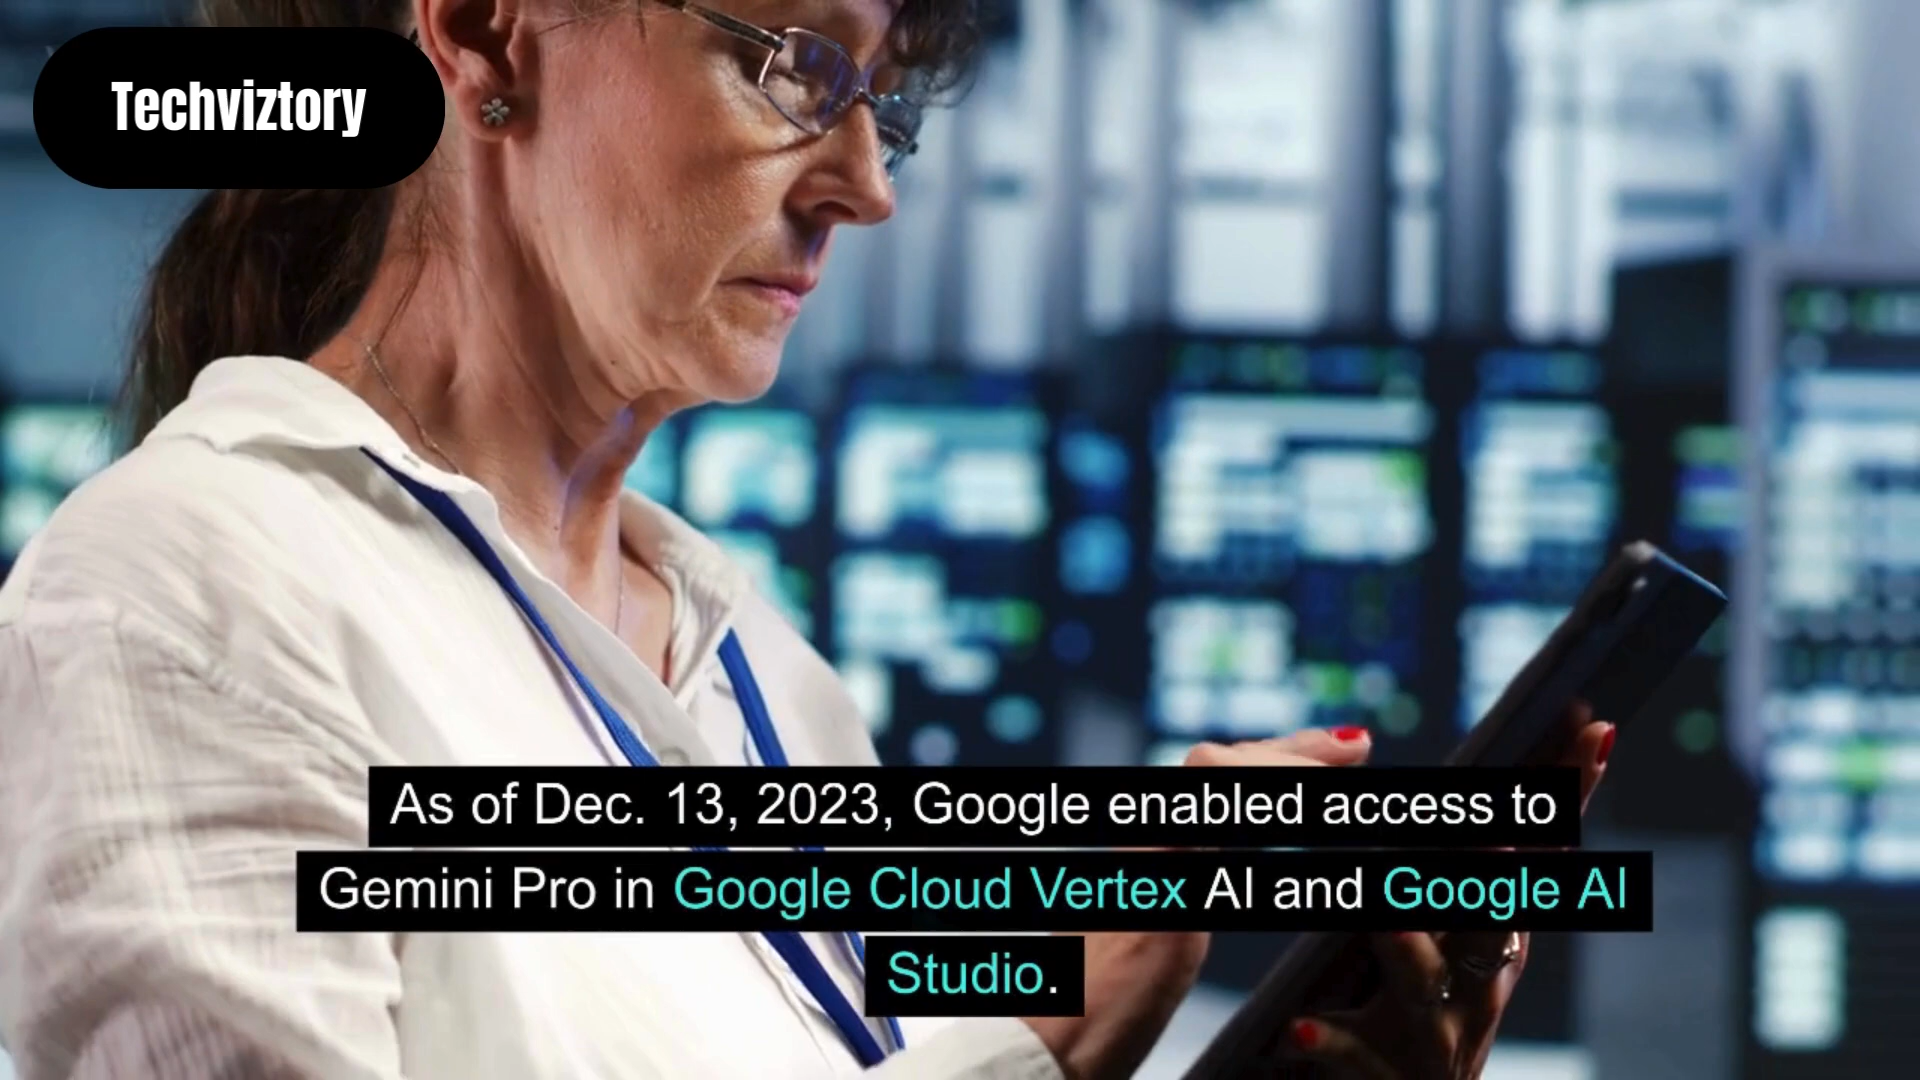 Techviztory
As of Dec. 13, 2023, Google enabled access to
Gemini Pro in Google Cloud Vertex AI and Google AI
Studio.